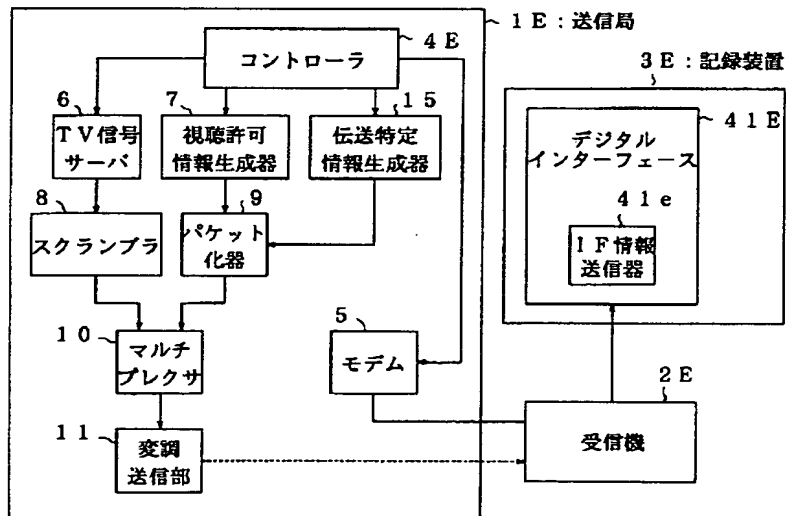 1E:送信局
4E
コントローラ
3E:記録装置
6
7
15
41E
TV信号
サーバ
視聴許可
情報生成器
伝送特定
情報生成器
デジタル
インターフェース
8
9
41e
スクランブラ
パケット
化器
IF情報
送信器
10
5
マルチ
プレクサ
モデム
2E
11
変調
送信部
受信機